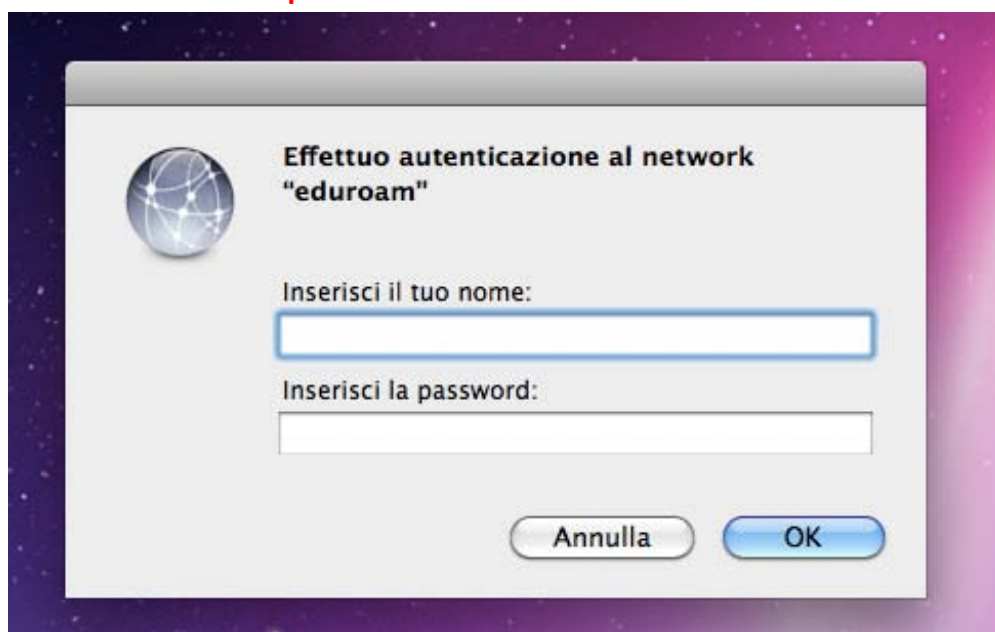 Effettuo autenticazione al network
“eduroam"
Inserisci il tuo nome:
Inserisci la password:
Annulla
OK